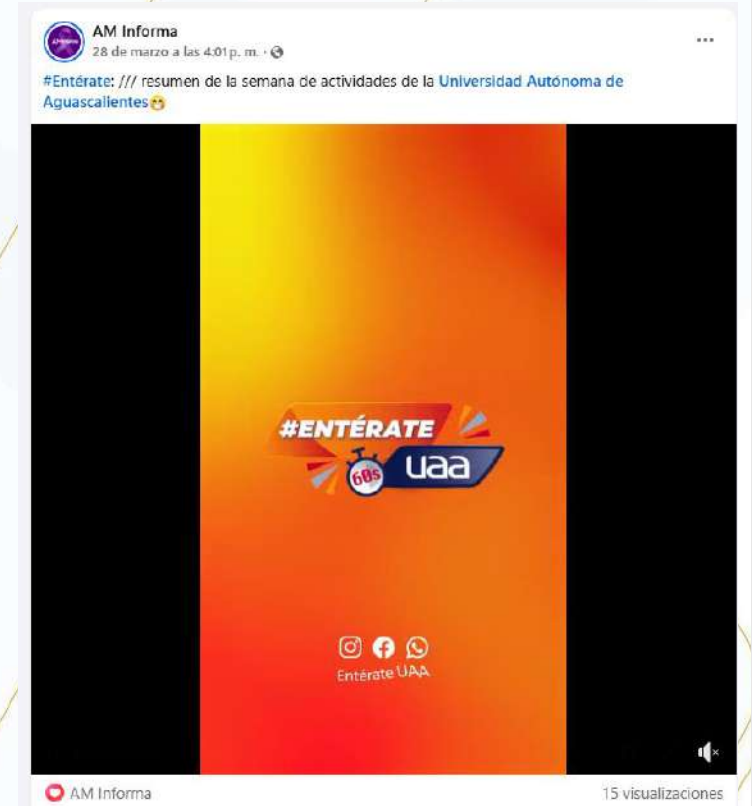 AM Informa
28 de marzo a las 4:01 p. m. ·
#Entérate: /// resumen de la semana de actividades de la Universidad Autónoma de
Aguascalientes
#ENTÉRATE
60s uaa
Entérate UAA
AM Informa 15 visualizaciones